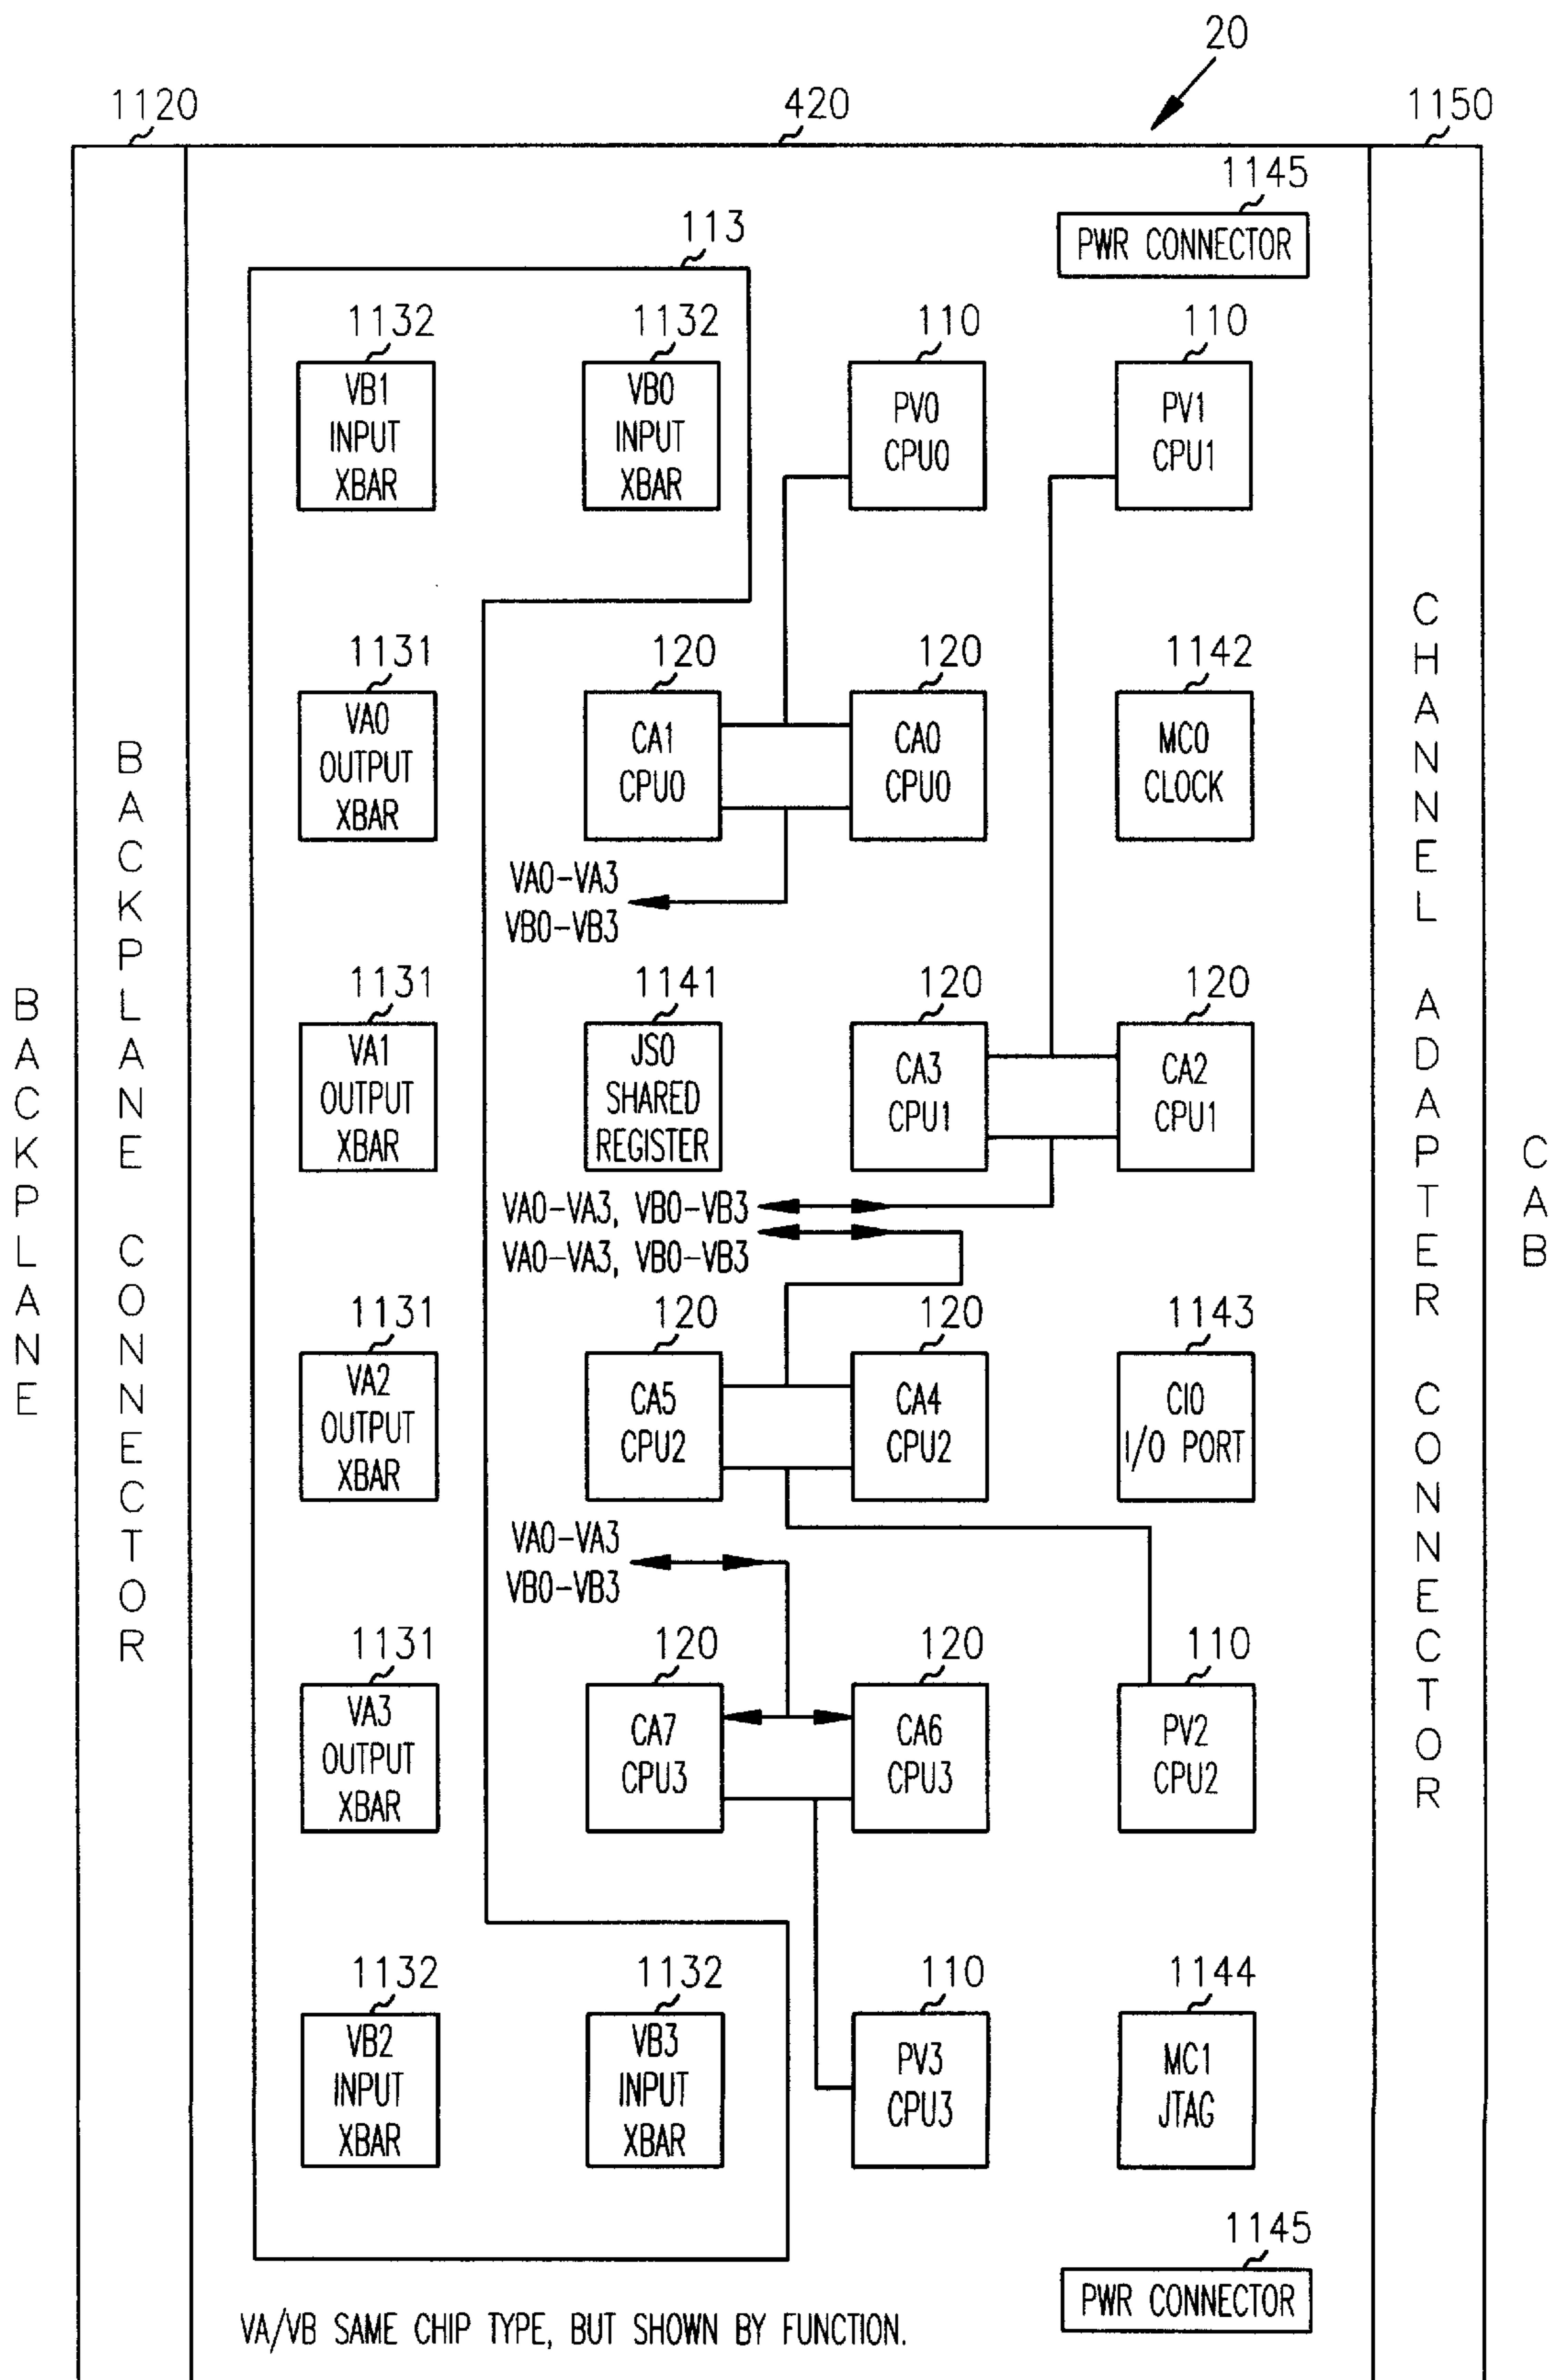 20
1120
420
1150
1145
PWR CONNECTOR
113
1132
VB1
INPUT
XBAR
1132
VB0
INPUT
XBAR
110
PV0
CPU0
110
PV1
CPU1
1131
VA0
OUTPUT
XBAR
120
CA1
CPU0
120
CA0
CPU0
1142
MC0
CLOCK
VA0-VA3
VB0-VB3
1131
VA1
OUTPUT
XBAR
1141
JS0
SHARED
REGISTER
120
CA3
CPU1
120
CA2
CPU1
VA0-VA3, VB0-VB3
VA0-VA3, VB0-VB3
1131
VA2
OUTPUT
XBAR
120
CA5
CPU2
120
CA4
CPU2
1143
CI0
I/O PORT
VA0-VA3
VB0-VB3
1131
VA3
OUTPUT
XBAR
120
CA7
CPU3
120
CA6
CPU3
110
PV2
CPU2
1132
VB2
INPUT
XBAR
1132
VB3
INPUT
XBAR
110
PV3
CPU3
1144
MC1
JTAG
1145
PWR CONNECTOR
VA/VB SAME CHIP TYPE, BUT SHOWN BY FUNCTION.
BACKPLANE
BACKPLANE CONNECTOR
CHANNEL ADAPTER CONNECTOR
CAB